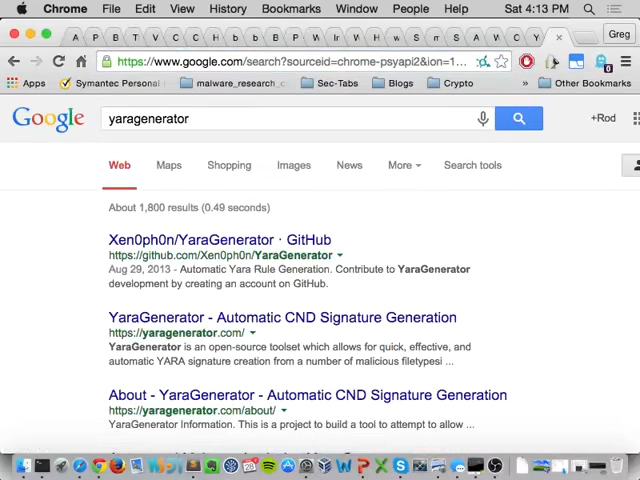 Chrome File Edit View History Bookmarks Window People Help Sat 4:13 PM
A P B T V C C H B b V b w S m S A W O C Y Greg
https://www.google.com/search?sourceid=chrome-psyapi2&ion=1...
Apps Symantec Personal malware_research_c Sec-Tabs Blogs Crypto » Other Bookmarks
Google yaragenerator +Rod
Web Maps Shopping Images News More Search tools
About 1,800 results (0.49 seconds)
Xen0ph0n/YaraGenerator · GitHub
https://github.com/Xen0ph0n/YaraGenerator
Aug 29, 2013 - Automatic Yara Rule Generation. Contribute to YaraGenerator
development by creating an account on GitHub.
YaraGenerator - Automatic CND Signature Generation
https://yaragenerator.com/
YaraGenerator is an open-source toolset which allows for quick, effective, and
automatic YARA signature creation from a number of malicious filetypesi ...
About - YaraGenerator - Automatic CND Signature Generation
https://yaragenerator.com/about/
YaraGenerator Information. This is a project to build a tool to attempt to allow ...